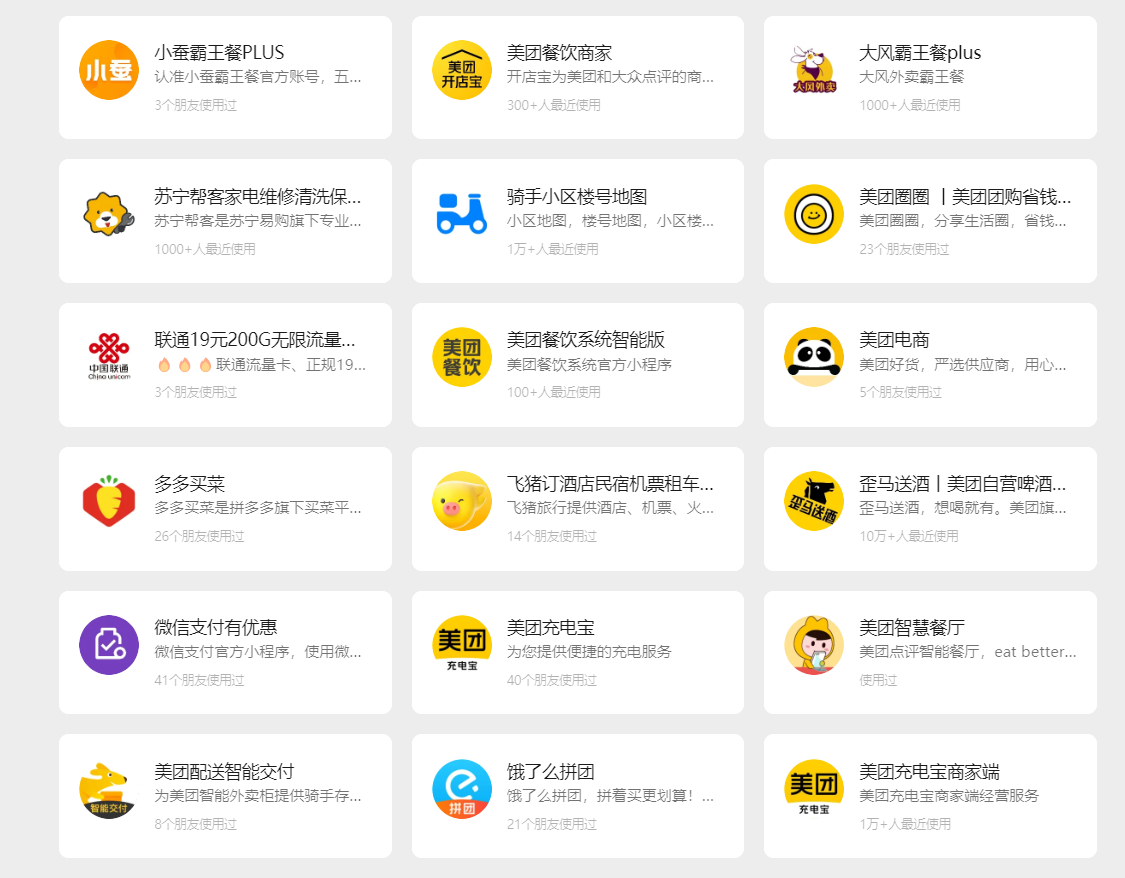 小蚕
小蚕霸王餐PLUS
认准小蚕霸王餐官方账号，五...
3个朋友使用过
美团
开店宝
美团餐饮商家
开店宝为美团和大众点评的商...
300+人最近使用
大风外卖
大风霸王餐plus
大风外卖霸王餐
1000+人最近使用
苏宁帮客家电维修清洗保...
苏宁帮客是苏宁易购旗下专业...
1000+人最近使用
骑手小区楼号地图
小区地图，楼号地图，小区楼...
1万+人最近使用
美团圈圈 丨美团团购省钱...
美团圈圈，分享生活圈，省钱...
23个朋友使用过
中国联通
China unicom
联通19元200G无限流量...
🔥🔥🔥联通流量卡、正规19...
3个朋友使用过
美团
餐饮
美团餐饮系统智能版
美团餐饮系统官方小程序
100+人最近使用
美团电商
美团好货，严选供应商，用心...
5个朋友使用过
多多买菜
多多买菜是拼多多旗下买菜平...
26个朋友使用过
飞猪订酒店民宿机票租车...
飞猪旅行提供酒店、机票、火...
14个朋友使用过
歪马送酒
歪马送酒丨美团自营啤酒...
歪马送酒，想喝就有。美团旗...
10万+人最近使用
微信支付有优惠
微信支付官方小程序，使用微...
41个朋友使用过
美团
充电宝
美团充电宝
为您提供便捷的充电服务
40个朋友使用过
美团智慧餐厅
美团点评智能餐厅，eat better...
使用过
智能交付
美团配送智能交付
为美团智能外卖柜提供骑手存...
8个朋友使用过
拼团
饿了么拼团
饿了么拼团，拼着买更划算！...
21个朋友使用过
美团
充电宝
美团充电宝商家端
美团充电宝商家端经营服务
1万+人最近使用